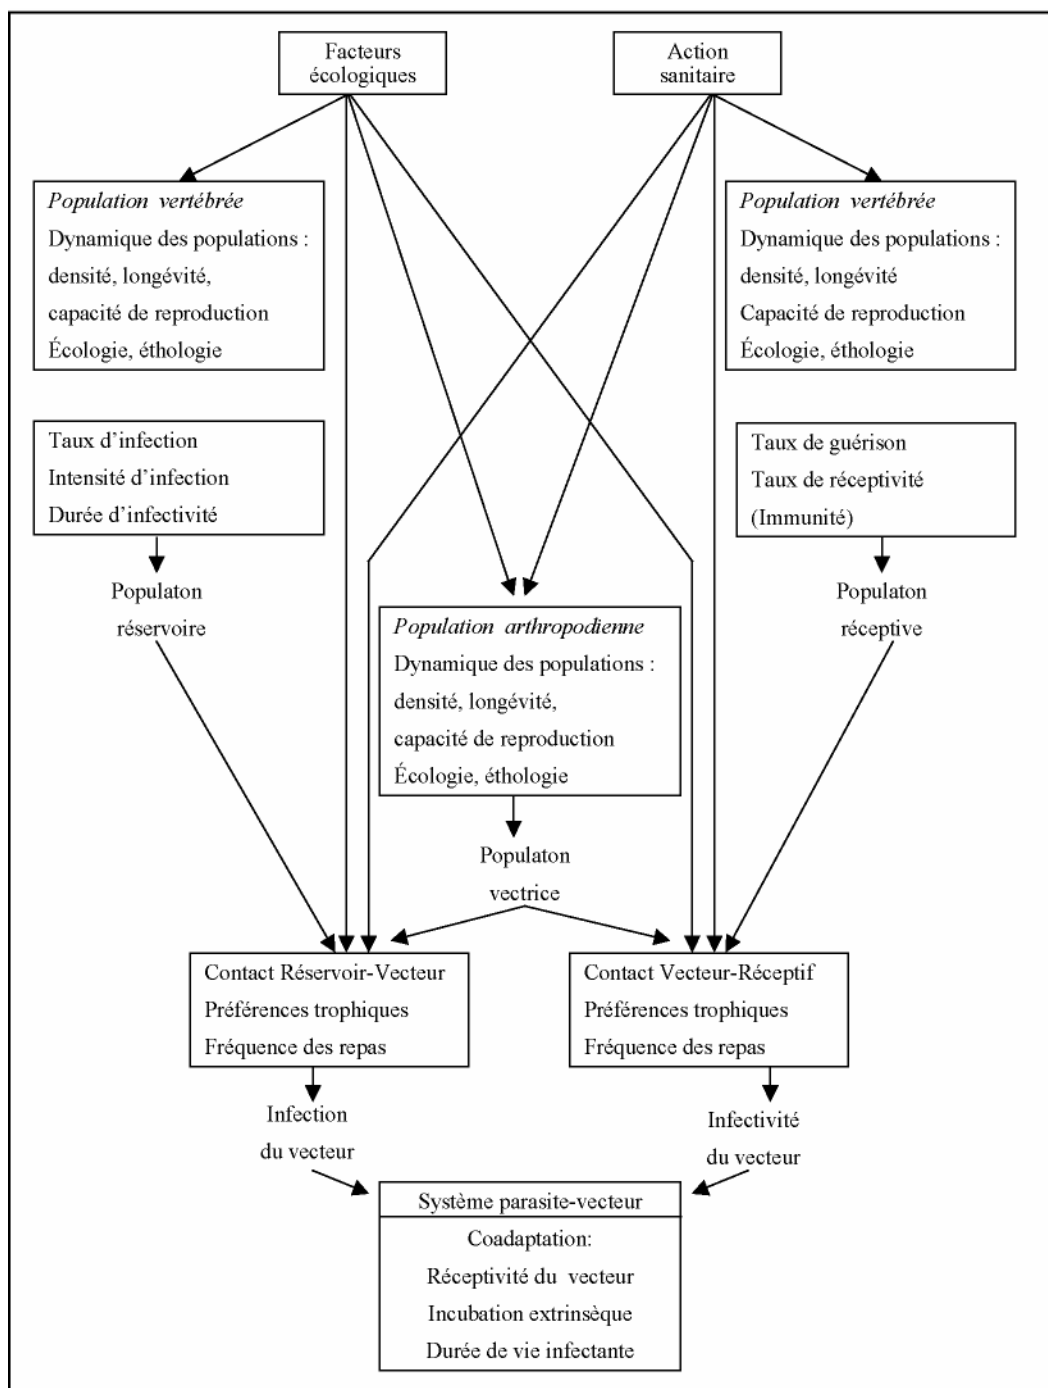 Facteurs
écologiques
Action
sanitaire
Population vertébrée
Dynamique des populations :
densité, longévité,
capacité de reproduction
Écologie, éthologie
Population vertébrée
Dynamique des populations :
densité, longévité
Capacité de reproduction
Écologie, éthologie
Taux d'infection
Intensité d'infection
Durée d'infectivité
Taux de guérison
Taux de réceptivité
(Immunité)
Populaton
réservoire
Populaton
réceptive
Population arthropodienne
Dynamique des populations :
densité, longévité,
capacité de reproduction
Écologie, éthologie
Populaton
vectrice
Contact Réservoir-Vecteur
Préférences trophiques
Fréquence des repas
Contact Vecteur-Réceptif
Préférences trophiques
Fréquence des repas
Infection
du vecteur
Infectivité
du vecteur
Système parasite-vecteur
Coadaptation:
Réceptivité du vecteur
Incubation extrinsèque
Durée de vie infectante